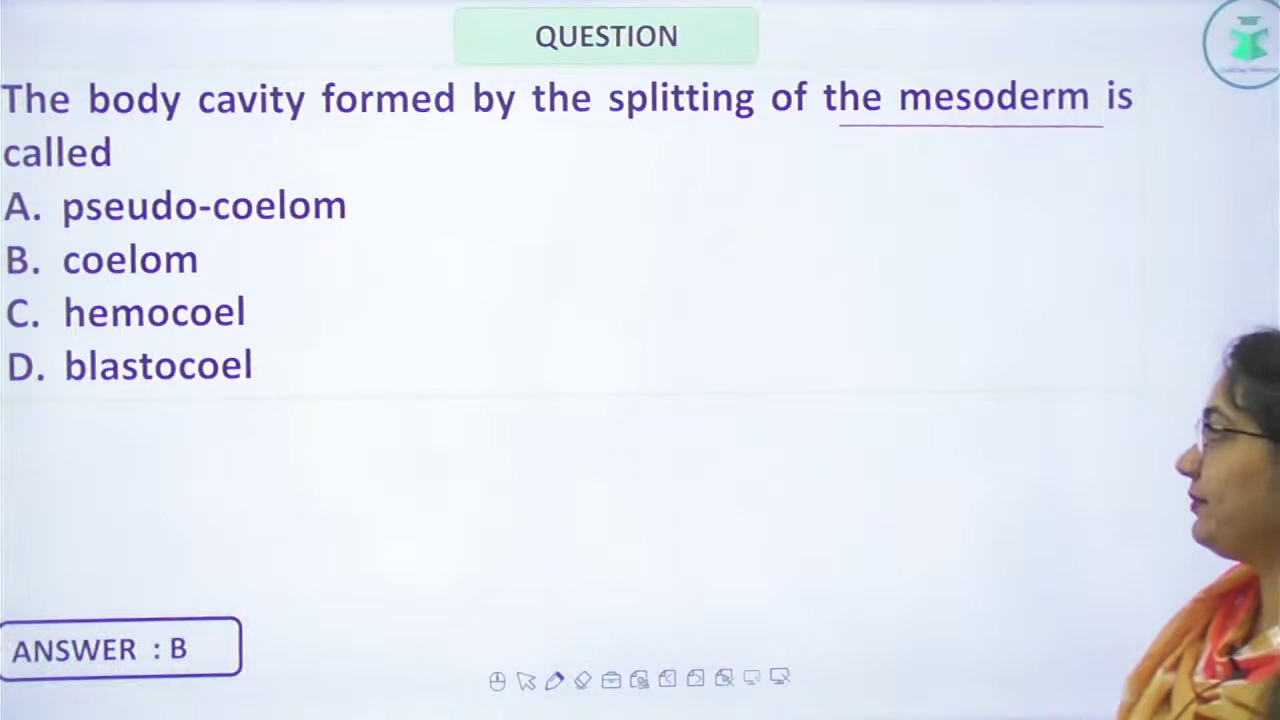 QUESTION
The body cavity formed by the splitting of the mesoderm is
called
A. pseudo-coelom
B. coelom
C. hemocoel
D. blastocoel
ANSWER : B